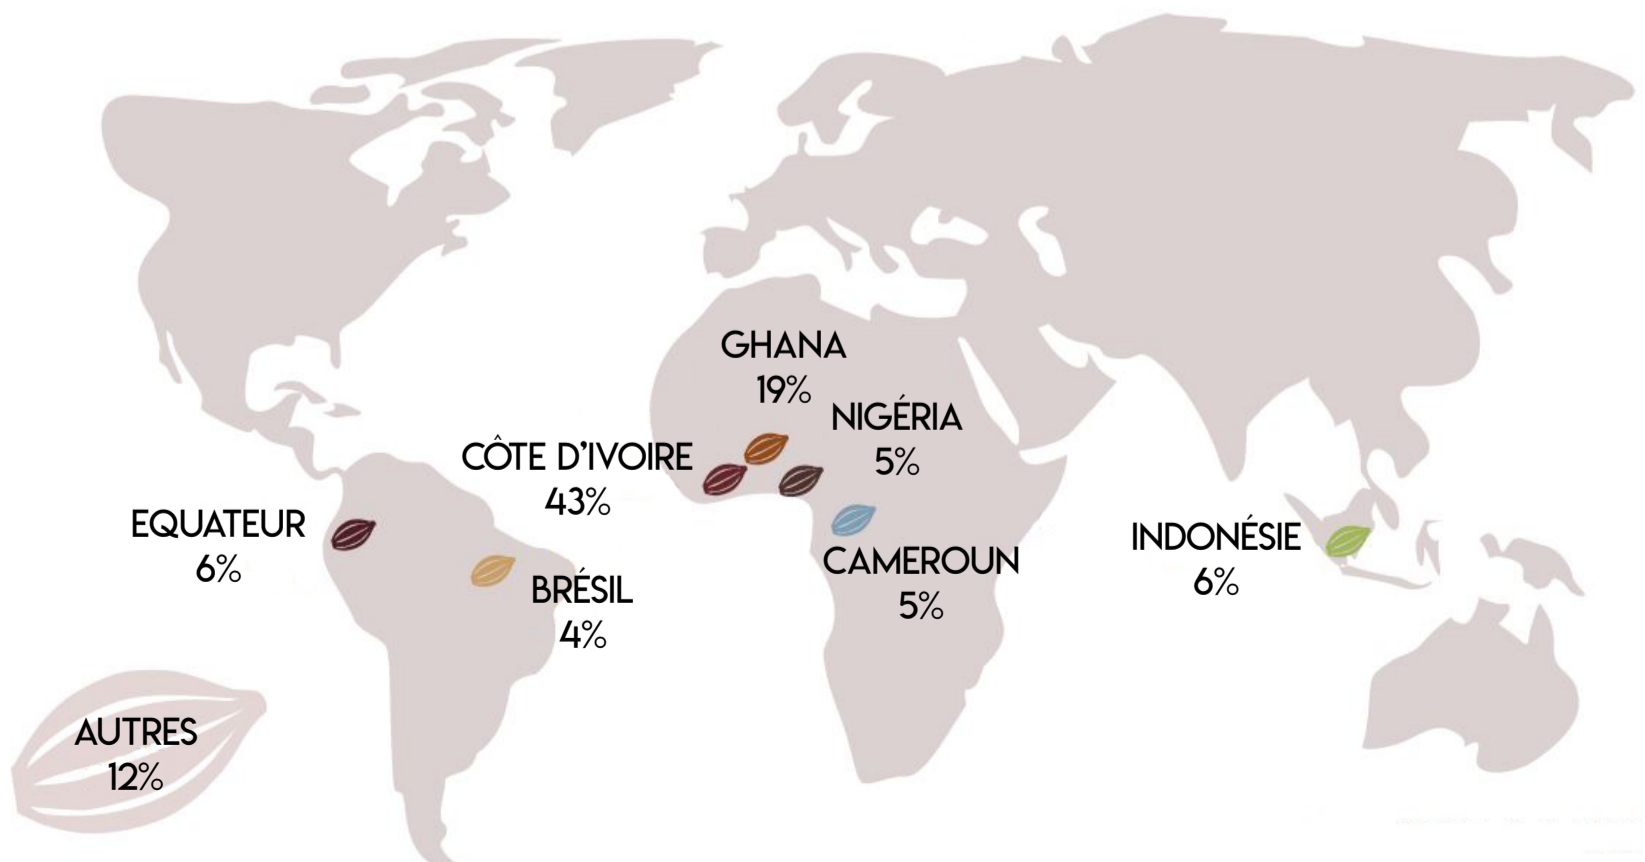 GHANA
19%
NIGÉRIA
5%
CÔTE D'IVOIRE
43%
EQUATEUR
6%
BRÉSIL
4%
CAMEROUN
5%
INDONÉSIE
6%
AUTRES
12%